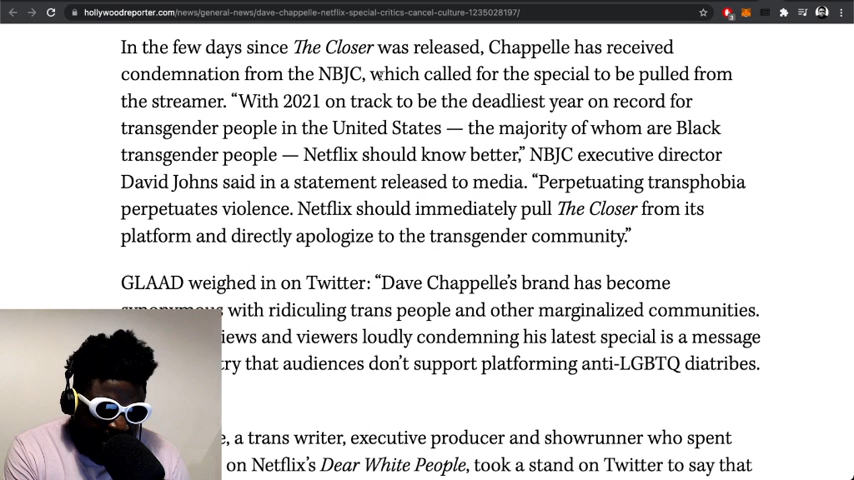 hollywoodreporter.com/news/general-news/dave-chappelle-netflix-special-critics-cancel-culture-1235028197/
In the few days since The Closer was released, Chappelle has received
condemnation from the NBJC, which called for the special to be pulled from
the streamer. “With 2021 on track to be the deadliest year on record for
transgender people in the United States — the majority of whom are Black
transgender people — Netflix should know better,” NBJC executive director
David Johns said in a statement released to media. “Perpetuating transphobia
perpetuates violence. Netflix should immediately pull The Closer from its
platform and directly apologize to the transgender community.”
GLAAD weighed in on Twitter: “Dave Chappelle’s brand has become
synonymous with ridiculing trans people and other marginalized communities.
iews and viewers loudly condemning his latest special is a message
try that audiences don’t support platforming anti-LGBTQ diatribes.
e, a trans writer, executive producer and showrunner who spent
on Netflix’s Dear White People, took a stand on Twitter to say that